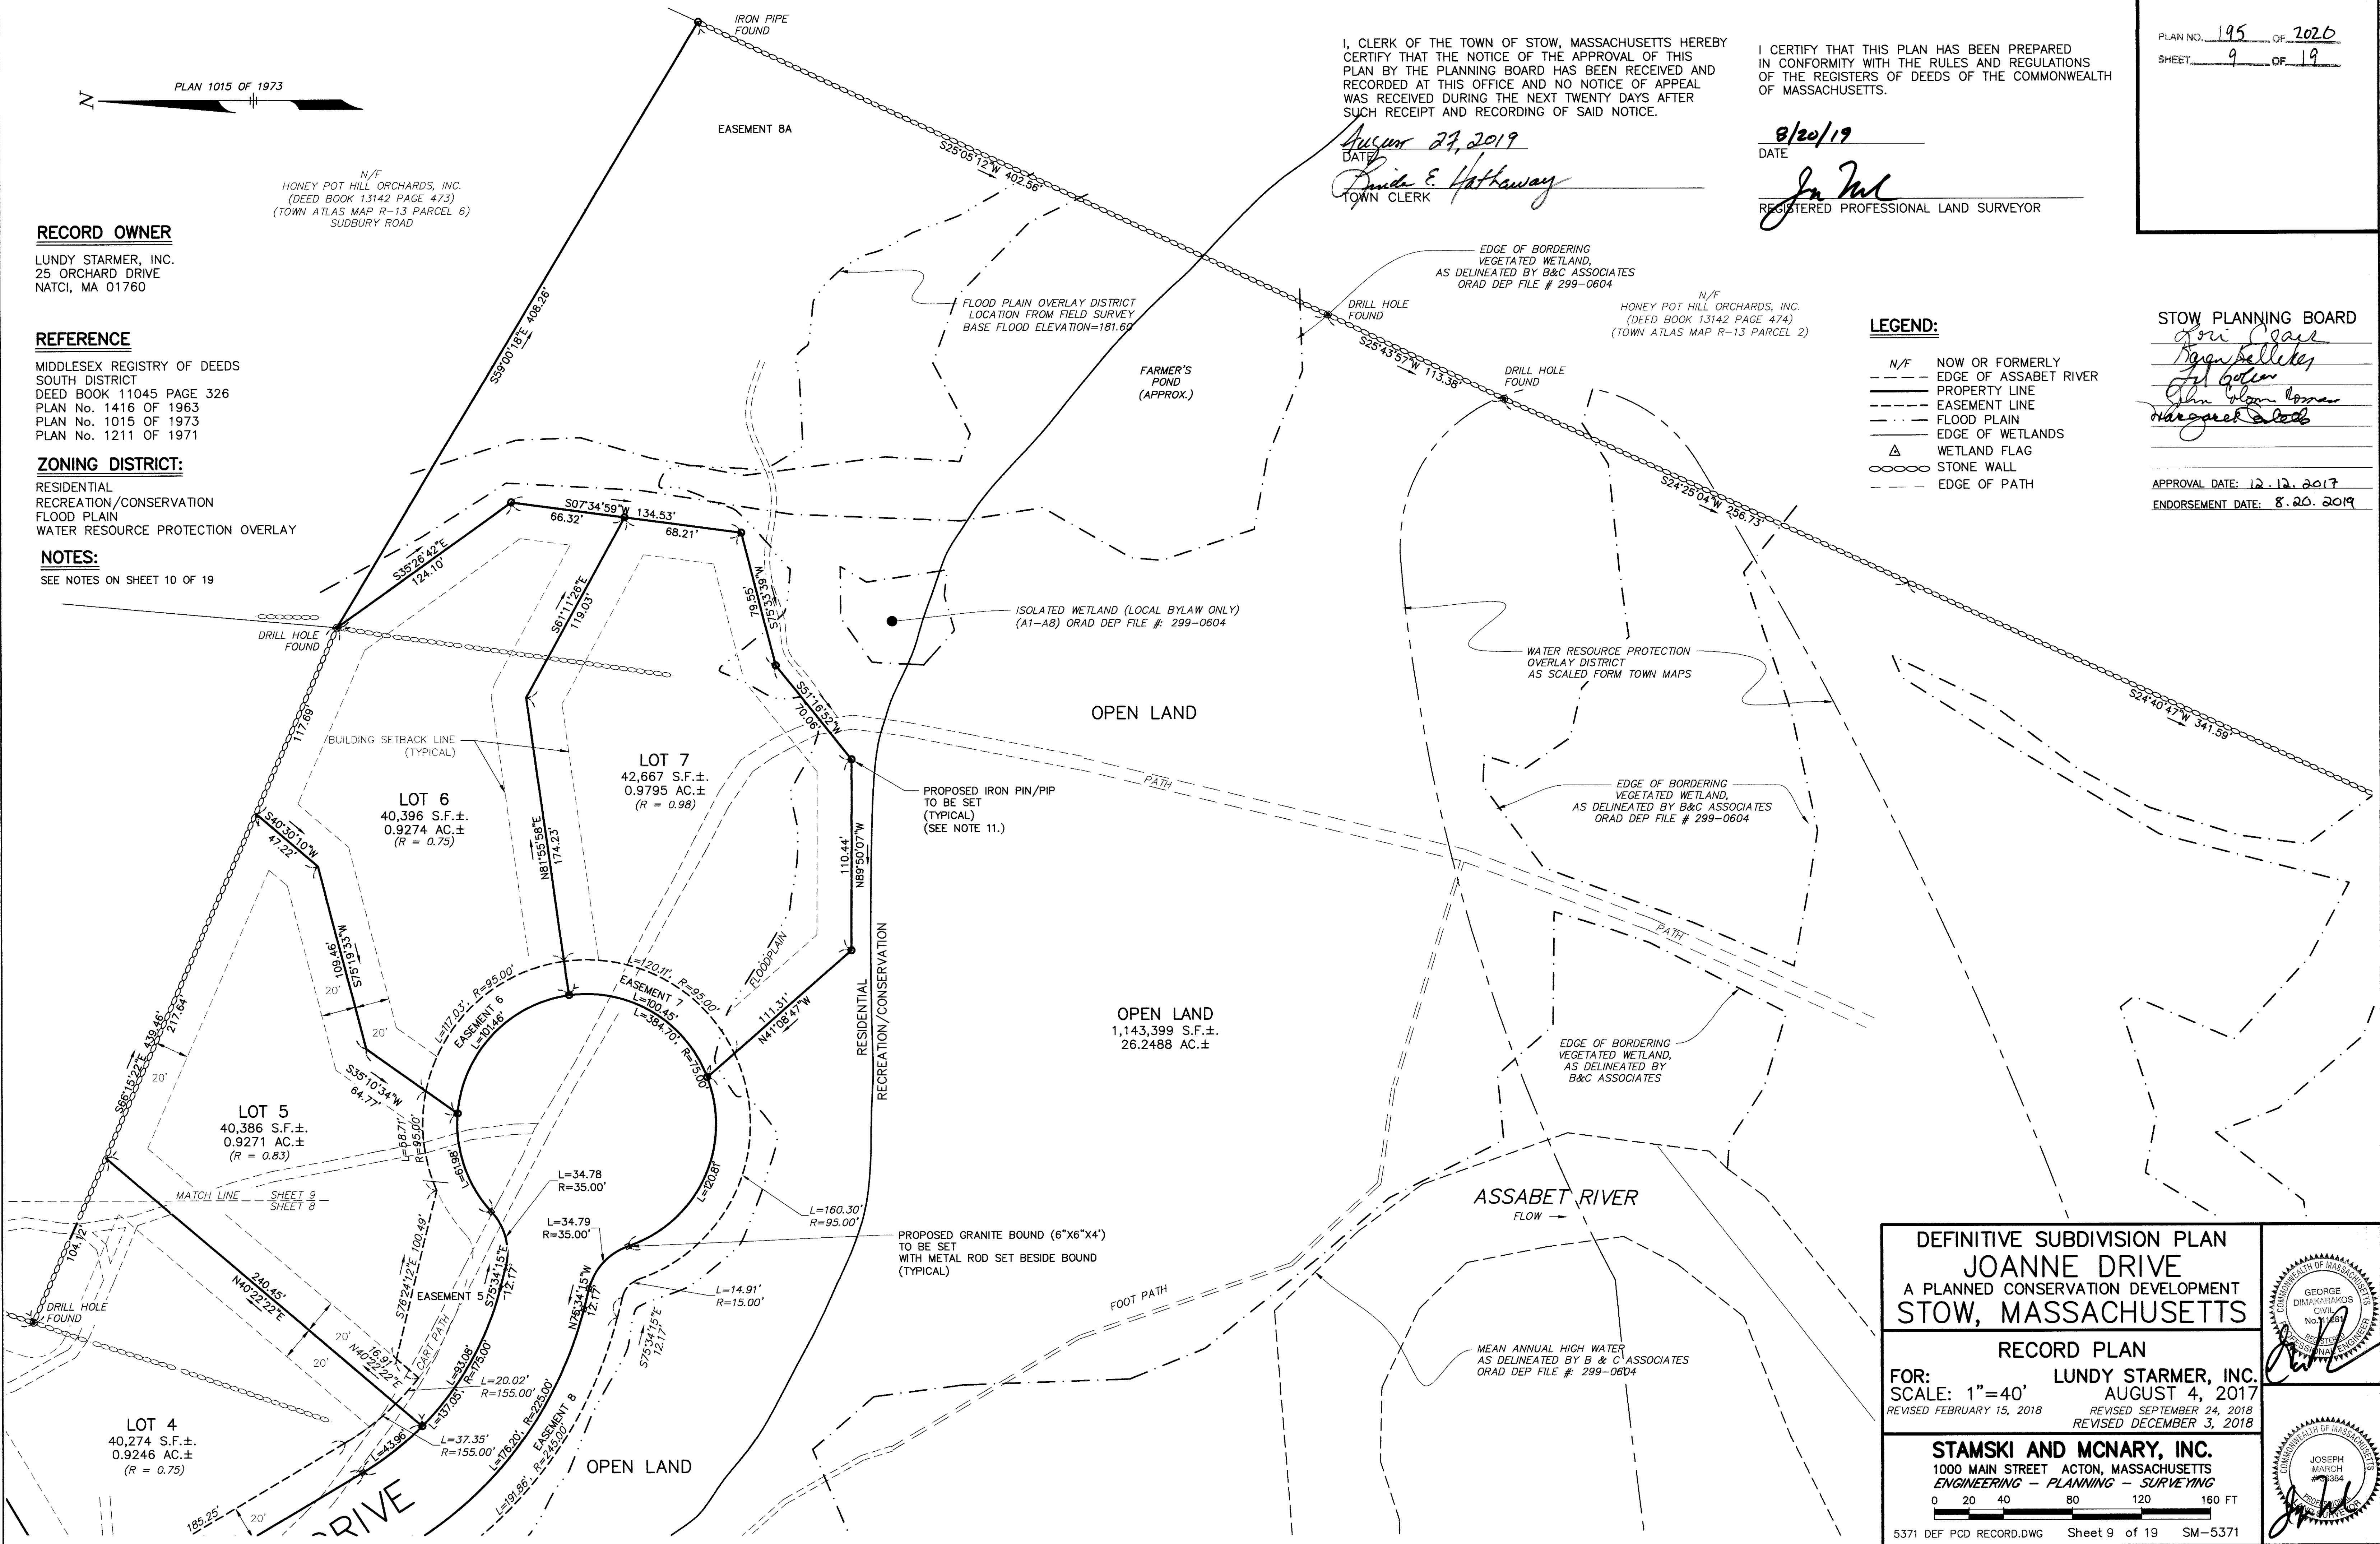 PLAN NO. 195 OF 2020
SHEET 9 OF 19
PLAN 1015 OF 1973
N
N/F
HONEY POT HILL ORCHARDS, INC.
(DEED BOOK 13142 PAGE 473)
(TOWN ATLAS MAP R-13 PARCEL 6)
SUDBURY ROAD
RECORD OWNER
LUNDY STARMER, INC.
25 ORCHARD DRIVE
NATCI, MA 01760
REFERENCE
MIDDLESEX REGISTRY OF DEEDS
SOUTH DISTRICT
DEED BOOK 11045 PAGE 326
PLAN No. 1416 OF 1963
PLAN No. 1015 OF 1973
PLAN No. 1211 OF 1971
ZONING DISTRICT:
RESIDENTIAL
RECREATION/CONSERVATION
FLOOD PLAIN
WATER RESOURCE PROTECTION OVERLAY
NOTES:
SEE NOTES ON SHEET 10 OF 19
IRON PIPE
FOUND
EASEMENT 8A
S25°05'12"W 402.56'
S59°00'18"E 408.26'
I, CLERK OF THE TOWN OF STOW, MASSACHUSETTS HEREBY
CERTIFY THAT THE NOTICE OF THE APPROVAL OF THIS
PLAN BY THE PLANNING BOARD HAS BEEN RECEIVED AND
RECORDED AT THIS OFFICE AND NO NOTICE OF APPEAL
WAS RECEIVED DURING THE NEXT TWENTY DAYS AFTER
SUCH RECEIPT AND RECORDING OF SAID NOTICE.
August 27, 2019
DATE
Linda E. Hathaway
TOWN CLERK
I CERTIFY THAT THIS PLAN HAS BEEN PREPARED
IN CONFORMITY WITH THE RULES AND REGULATIONS
OF THE REGISTERS OF DEEDS OF THE COMMONWEALTH
OF MASSACHUSETTS.
8/20/19
DATE
REGISTERED PROFESSIONAL LAND SURVEYOR
EDGE OF BORDERING
VEGETATED WETLAND,
AS DELINEATED BY B&C ASSOCIATES
ORAD DEP FILE # 299-0604
FLOOD PLAIN OVERLAY DISTRICT
LOCATION FROM FIELD SURVEY
BASE FLOOD ELEVATION=181.60
DRILL HOLE
FOUND
N/F
HONEY POT HILL ORCHARDS, INC.
(DEED BOOK 13142 PAGE 474)
(TOWN ATLAS MAP R-13 PARCEL 2)
S25°43'57"W 113.38'
DRILL HOLE
FOUND
FARMER'S
POND
(APPROX.)
LEGEND:
N/F NOW OR FORMERLY
EDGE OF ASSABET RIVER
PROPERTY LINE
EASEMENT LINE
FLOOD PLAIN
EDGE OF WETLANDS
WETLAND FLAG
STONE WALL
EDGE OF PATH
STOW PLANNING BOARD
Lori Clark
Karen Kelleher
APPROVAL DATE: 12.12.2017
ENDORSEMENT DATE: 8.20.2019
S24°25'04"W 256.73'
S24°40'47"W 341.59'
S07°34'59"W 134.53'
66.32'
68.21'
S35°26'42"E
124.10'
S61°11'26"E
119.03'
S75°33'39"W
79.55'
ISOLATED WETLAND (LOCAL BYLAW ONLY)
(A1-A8) ORAD DEP FILE #: 299-0604
DRILL HOLE
FOUND
117.69'
S51°16'52"W
70.06'
WATER RESOURCE PROTECTION
OVERLAY DISTRICT
AS SCALED FORM TOWN MAPS
OPEN LAND
BUILDING SETBACK LINE
(TYPICAL)
LOT 7
42,667 S.F.±.
0.9795 AC.±
(R = 0.98)
LOT 6
40,396 S.F.±.
0.9274 AC.±
(R = 0.75)
PROPOSED IRON PIN/PIP
TO BE SET
(TYPICAL)
(SEE NOTE 11.)
PATH
EDGE OF BORDERING
VEGETATED WETLAND,
AS DELINEATED BY B&C ASSOCIATES
ORAD DEP FILE # 299-0604
S40°30'10"W
47.22'
N81°55'58"E
174.23'
110.44'
N89°50'07"W
S75°19'33"W
109.46'
20'
20'
PATH
FLOODPLAIN
RESIDENTIAL
RECREATION/CONSERVATION
L=117.03', R=95.00'
L=120.11', R=95.00'
EASEMENT 6
L=101.46'
EASEMENT 7
L=100.45'
L=384.70', R=75.00'
111.31'
N41°08'47"W
OPEN LAND
1,143,399 S.F.±.
26.2488 AC.±
EDGE OF BORDERING
VEGETATED WETLAND,
AS DELINEATED BY
B&C ASSOCIATES
S66°15'22"E 439.46'
217.64'
20'
S35°10'34"W
64.77'
LOT 5
40,386 S.F.±.
0.9271 AC.±
(R = 0.83)
L=58.71'
R=95.00'
L=61.98'
L=34.78
R=35.00'
L=120.81'
MATCH LINE SHEET 9
SHEET 8
L=34.79
R=35.00'
L=160.30'
R=95.00'
ASSABET RIVER
FLOW
PROPOSED GRANITE BOUND (6"X6"X4')
TO BE SET
WITH METAL ROD SET BESIDE BOUND
(TYPICAL)
104.12'
DRILL HOLE
FOUND
240.45'
N40°22'22"E
S76°24'12"E 100.49'
EASEMENT 5
S75°34'15"E
12.17'
N75°34'15"W
12.17'
L=14.91'
R=15.00'
S75°34'15"E
12.17'
FOOT PATH
20'
20'
16.97'
N40°22'22"E
CART PATH
L=93.08'
L=137.05', R=175.00'
L=20.02'
R=155.00'
L=37.35'
R=155.00'
L=43.96'
MEAN ANNUAL HIGH WATER
AS DELINEATED BY B & C ASSOCIATES
ORAD DEP FILE #: 299-0604
LOT 4
40,274 S.F.±.
0.9246 AC.±
(R = 0.75)
L=176.20', R=225.00'
EASEMENT 8
L=191.86', R=245.00'
OPEN LAND
185.25'
20'
DRIVE
DEFINITIVE SUBDIVISION PLAN
JOANNE DRIVE
A PLANNED CONSERVATION DEVELOPMENT
STOW, MASSACHUSETTS
RECORD PLAN
FOR: LUNDY STARMER, INC.
SCALE: 1"=40' AUGUST 4, 2017
REVISED FEBRUARY 15, 2018 REVISED SEPTEMBER 24, 2018
REVISED DECEMBER 3, 2018
STAMSKI AND MCNARY, INC.
1000 MAIN STREET ACTON, MASSACHUSETTS
ENGINEERING – PLANNING – SURVEYING
0 20 40 80 120 160 FT
5371 DEF PCD RECORD.DWG Sheet 9 of 19 SM-5371
COMMONWEALTH OF MASSACHUSETTS
GEORGE
DIMAKARAKOS
CIVIL
REGISTERED
PROFESSIONAL ENGINEER
COMMONWEALTH OF MASSACHUSETTS
JOSEPH
MARCH
PROFESSIONAL
LAND SURVEYOR